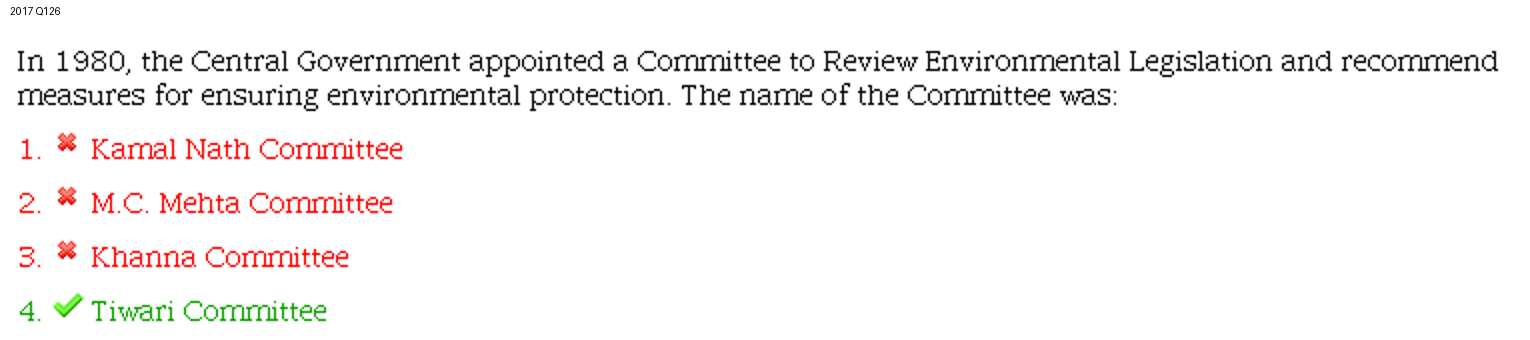 2017 Q126
In 1980, the Central Government appointed a Committee to Review Environmental Legislation and recommend
measures for ensuring environmental protection. The name of the Committee was:
1. Kamal Nath Committee
2. M.C. Mehta Committee
3. Khanna Committee
4. Tiwari Committee